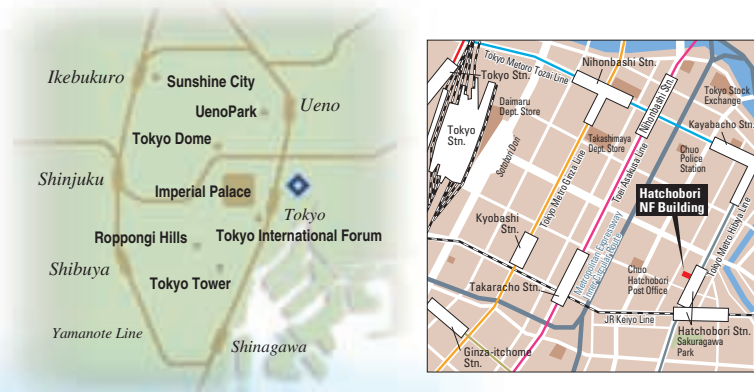 Ikebukuro
Sunshine City
UenoPark
Ueno
Tokyo Dome
Shinjuku
Imperial Palace
Tokyo
Roppongi Hills
Tokyo International Forum
Shibuya
Tokyo Tower
Yamanote Line
Shinagawa
Tokyo Metoro Tozai Line
Nihonbashi Stn.
Tokyo Stn.
Daimaru
Dept. Store
Nihonbashi Stn.
Tokyo Stock
Exchange
Tokyo
Stn.
Sotobori Dori
Takashimaya
Dept. Store
Kayabacho Stn.
Chuo
Police
Station
Tokyo Metro Ginza Line
Toei Asakusa Line
Hatchobori
NF Building
Kyobashi
Stn.
Metropolitan Expressway
Inner Circular Route
Tokyo Metro Hibiya Line
Takaracho Stn.
Chuo
Hatchobori
Post Office
JR Keiyo Line
Hatchobori Stn.
Sakuragawa
Park
Ginza-itchome
Stn.